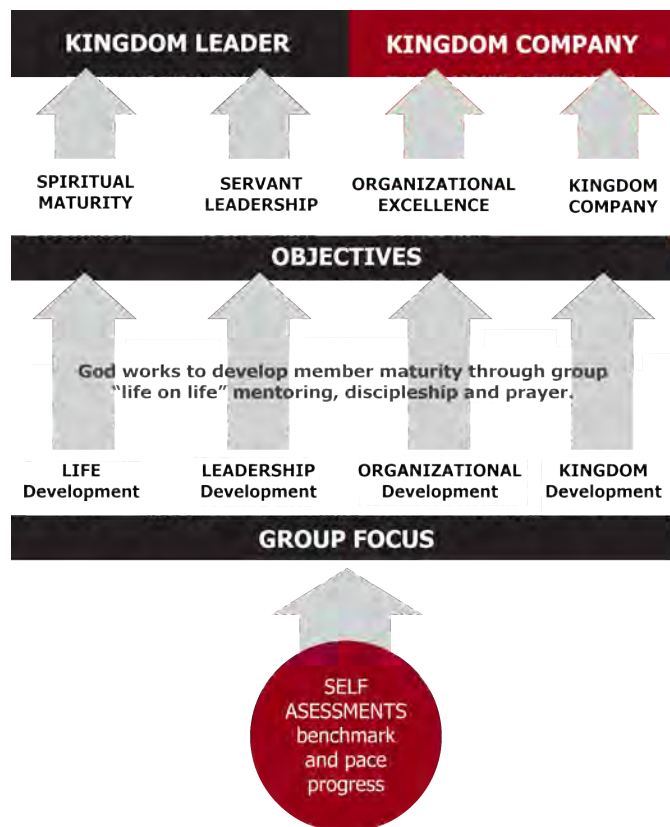 KINGDOM LEADER
KINGDOM COMPANY
SPIRITUAL
MATURITY
SERVANT
LEADERSHIP
ORGANIZATIONAL
EXCELLENCE
KINGDOM
COMPANY
OBJECTIVES
God works to develop member maturity through group
“life on life” mentoring, discipleship and prayer.
LIFE
Development
LEADERSHIP
Development
ORGANIZATIONAL
Development
KINGDOM
Development
GROUP FOCUS
SELF
ASESSMENTS
benchmark
and pace
progress